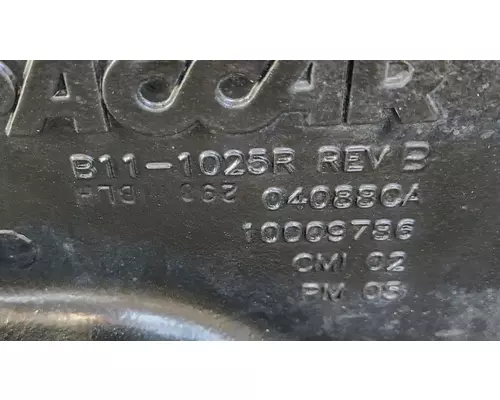 PACCAR
B11-1025R REV B
04088CA
10009786
CMI 02
PM 05